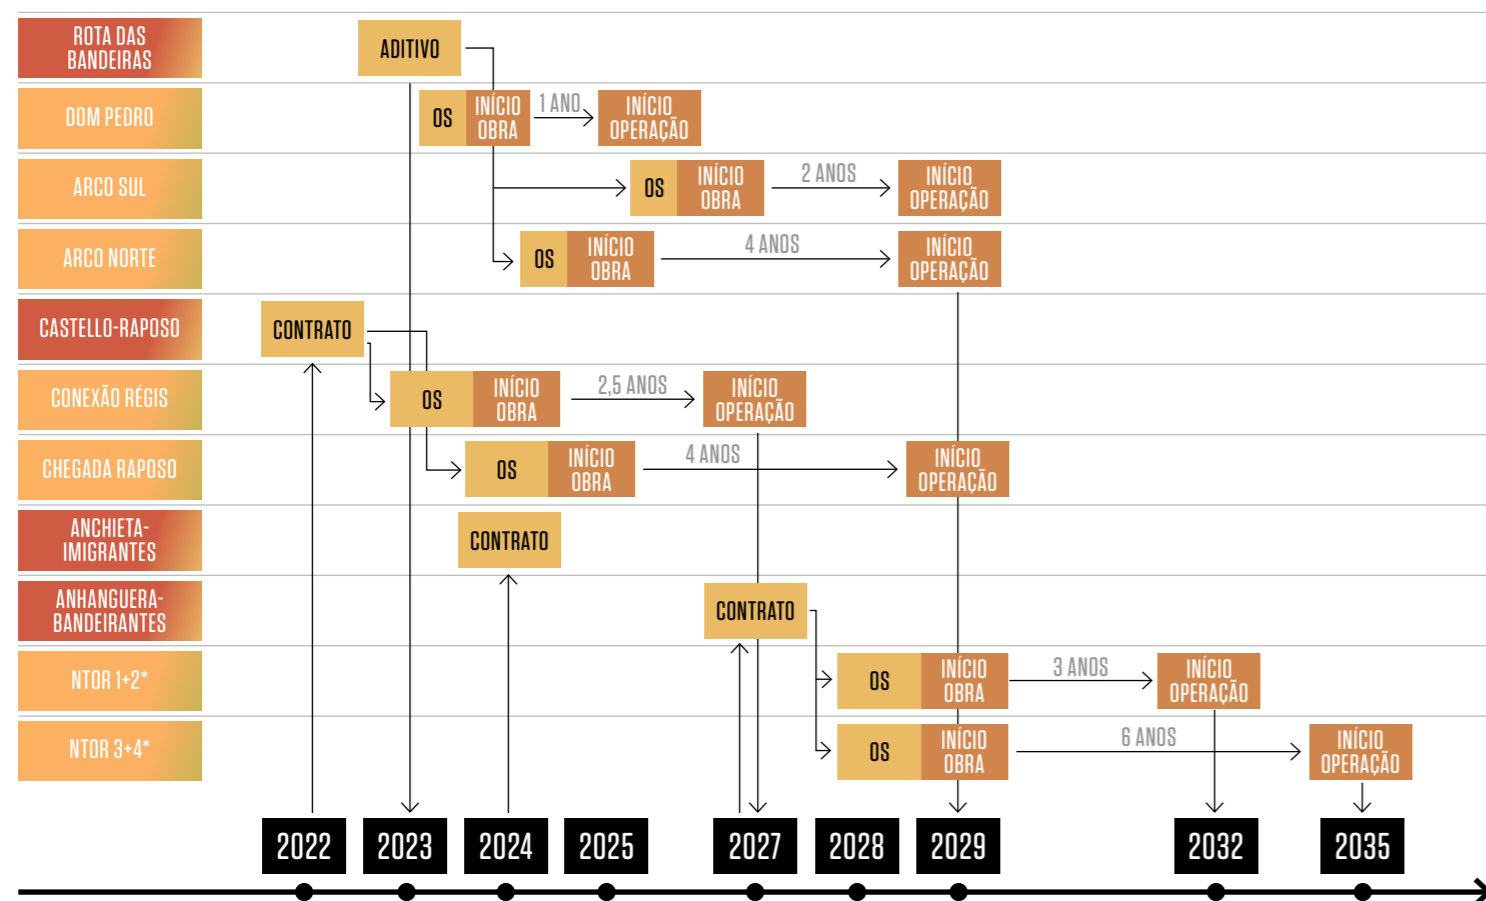 ROTA DAS
BANDEIRAS
ADITIVO
DOM PEDRO
OS
INÍCIO
OBRA
1 ANO
INÍCIO
OPERAÇÃO
ARCO SUL
OS
INÍCIO
OBRA
2 ANOS
INÍCIO
OPERAÇÃO
ARCO NORTE
OS
INÍCIO
OBRA
4 ANOS
INÍCIO
OPERAÇÃO
CASTELLO-RAPOSO
CONTRATO
CONEXÃO RÉGIS
OS
INÍCIO
OBRA
2,5 ANOS
INÍCIO
OPERAÇÃO
CHEGADA RAPOSO
OS
INÍCIO
OBRA
4 ANOS
INÍCIO
OPERAÇÃO
ANCHIETA-
IMIGRANTES
CONTRATO
ANHANGUERA-
BANDEIRANTES
CONTRATO
NTOR 1+2*
OS
INÍCIO
OBRA
3 ANOS
INÍCIO
OPERAÇÃO
NTOR 3+4*
OS
INÍCIO
OBRA
6 ANOS
INÍCIO
OPERAÇÃO
2022 2023 2024 2025 2027 2028 2029 2032 2035